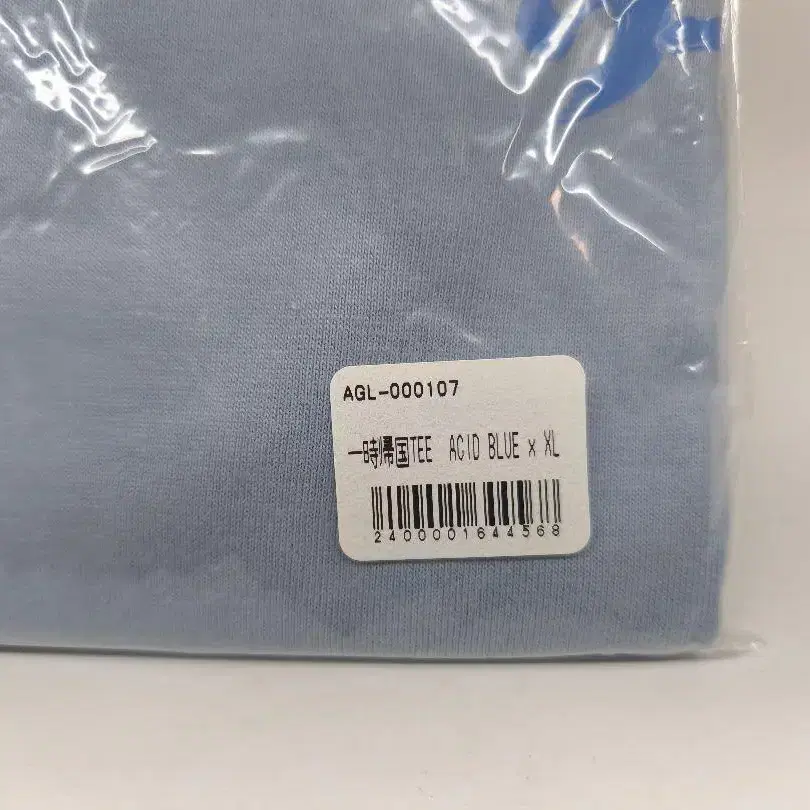 AGL-000107
一時帰国TEE ACID BLUE x XL
2400001644568